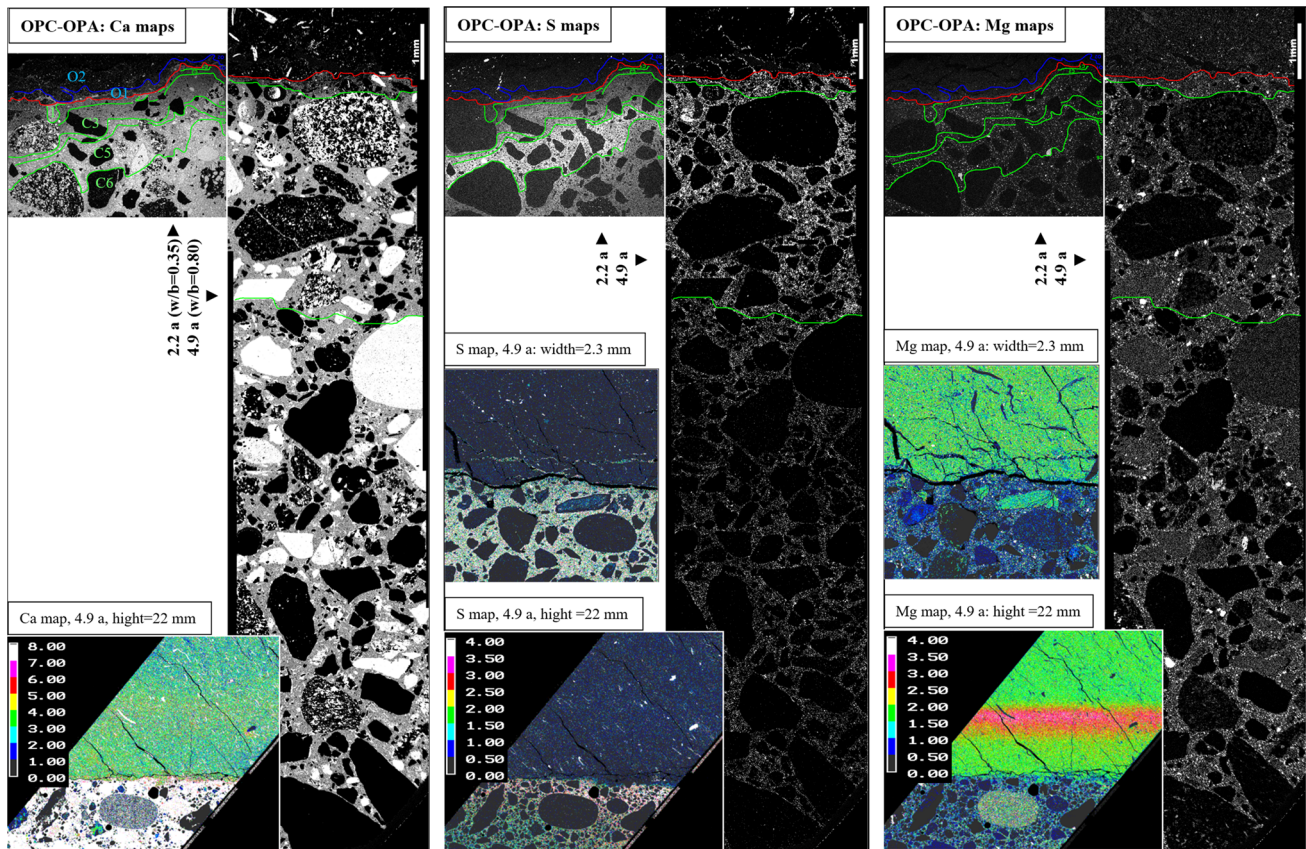 OPC-OPA: Ca maps
1mm
O2
O1
C3
C5
C6
2.2 a (w/b=0.35)
4.9 a (w/b=0.80)
Ca map, 4.9 a, hight=22 mm
8.00
7.00
6.00
5.00
4.00
3.00
2.00
1.00
0.00
OPC-OPA: S maps
1mm
2.2 a
4.9 a
S map, 4.9 a: width=2.3 mm
S map, 4.9 a, hight=22 mm
4.00
3.50
3.00
2.50
2.00
1.50
1.00
0.50
0.00
OPC-OPA: Mg maps
1mm
2.2 a
4.9 a
Mg map, 4.9 a: width=2.3 mm
Mg map, 4.9 a: hight =22 mm
4.00
3.50
3.00
2.50
2.00
1.50
1.00
0.50
0.00